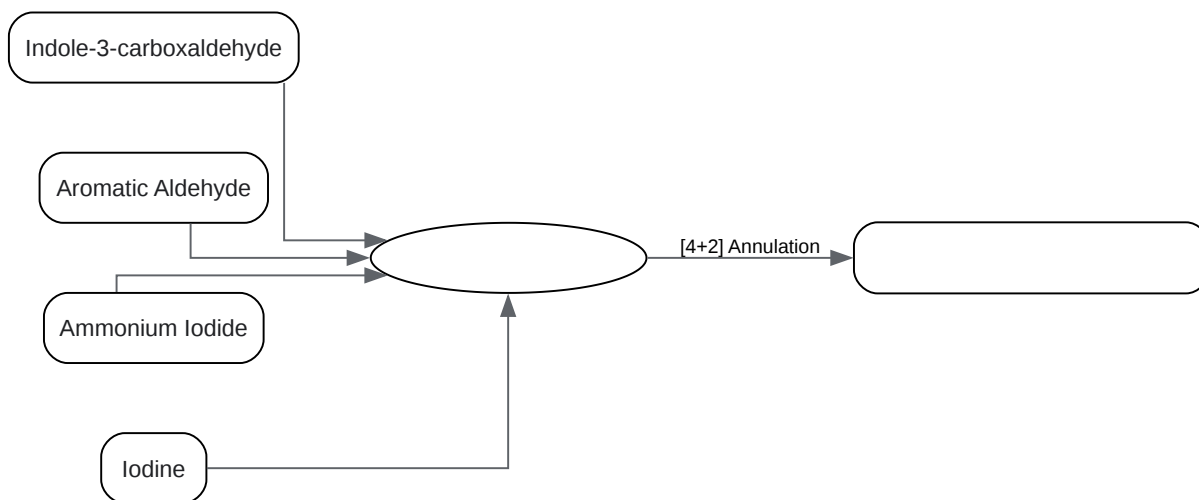 Indole-3-carboxaldehyde
Aromatic Aldehyde
[4+2] Annulation
Ammonium Iodide
Iodine